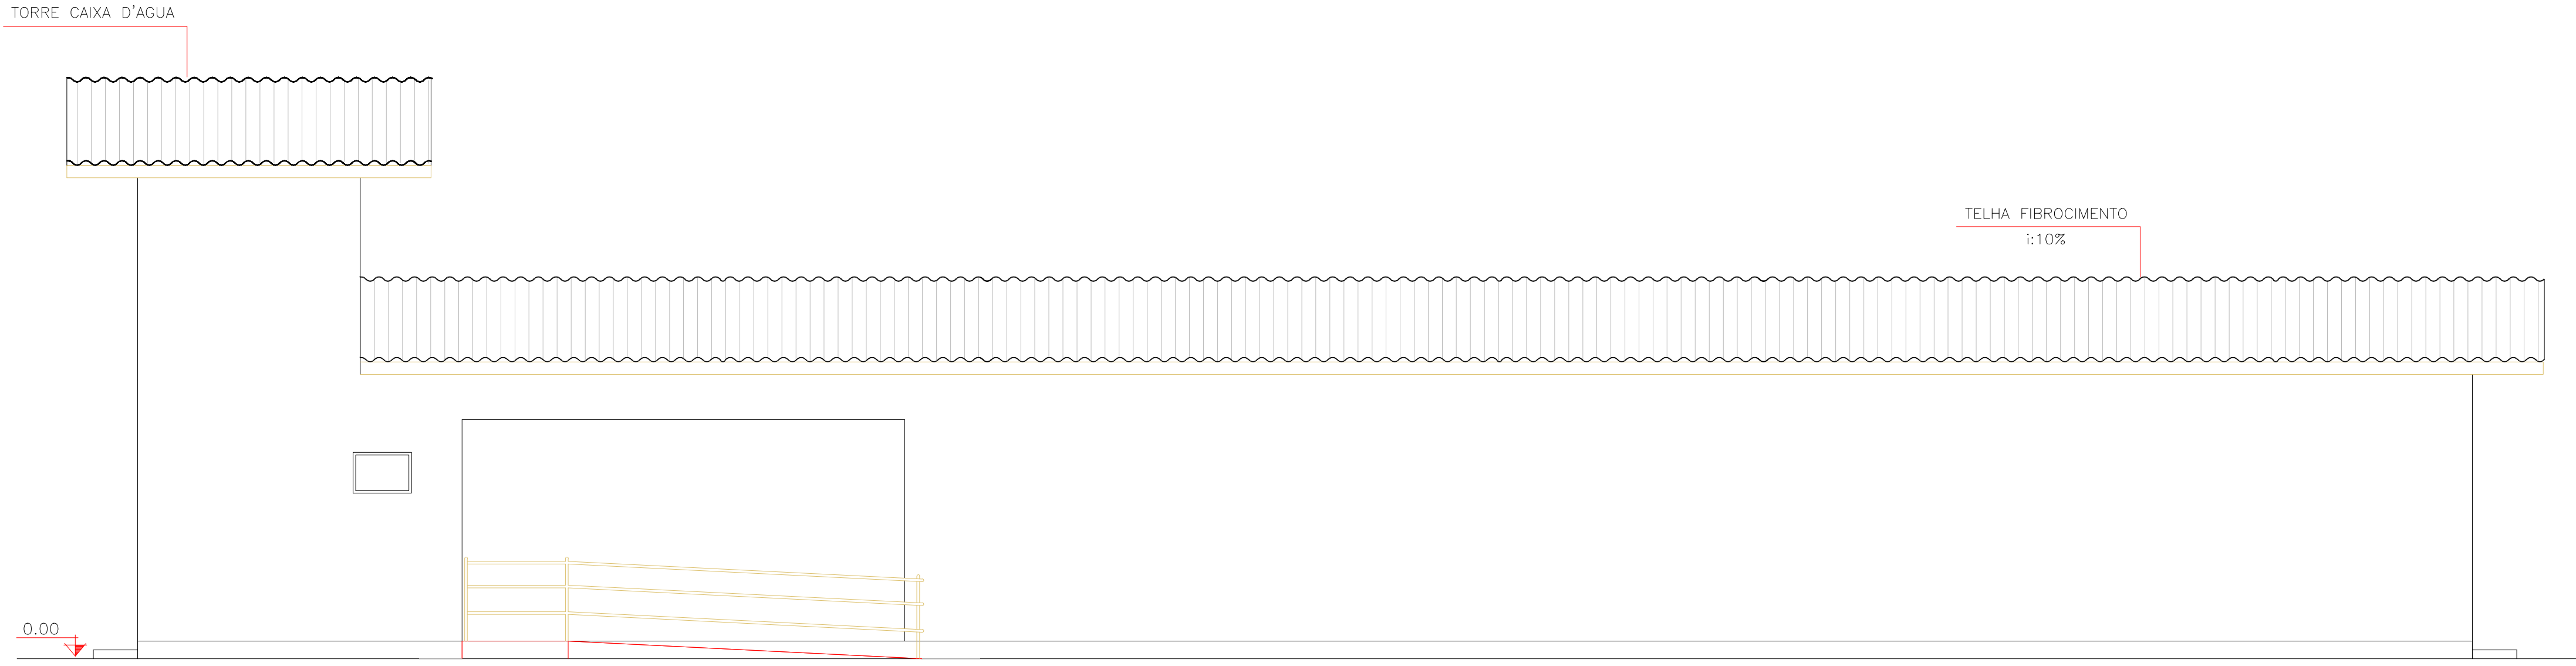 TORRE CAIXA D'AGUA
TELHA FIBROCIMENTO
i:10%
0.00